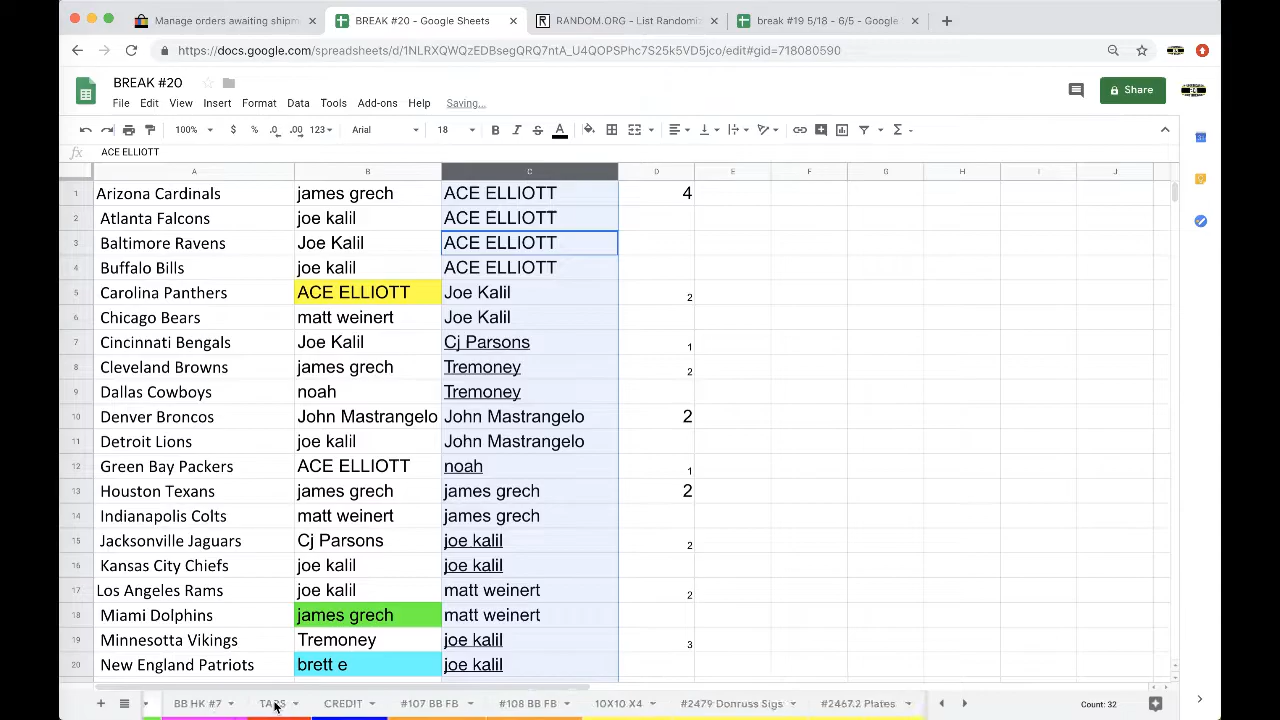 Manage orders awaiting shipm
BREAK #20 - Google Sheets
RANDOM.ORG - List Randomiz
break #19 5/18 - 6/5 - Google
https://docs.google.com/spreadsheets/d/1NLRXQWQzEDBsegQRQ7ntA_U4QOPSPhc7S25k5VD5jco/edit#gid=718080590
BREAK #20
File Edit View Insert Format Data Tools Add-ons Help Saving...
Share
100% $ % .0 .00 123 Arial 18 B I S A
fx ACE ELLIOTT
A B C D E F G H I J
1 Arizona Cardinals james grech ACE ELLIOTT 4
2 Atlanta Falcons joe kalil ACE ELLIOTT
3 Baltimore Ravens Joe Kalil ACE ELLIOTT
4 Buffalo Bills joe kalil ACE ELLIOTT
5 Carolina Panthers ACE ELLIOTT Joe Kalil 2
6 Chicago Bears matt weinert Joe Kalil
7 Cincinnati Bengals Joe Kalil Cj Parsons 1
8 Cleveland Browns james grech Tremoney 2
9 Dallas Cowboys noah Tremoney
10 Denver Broncos John Mastrangelo John Mastrangelo 2
11 Detroit Lions joe kalil John Mastrangelo
12 Green Bay Packers ACE ELLIOTT noah 1
13 Houston Texans james grech james grech 2
14 Indianapolis Colts matt weinert james grech
15 Jacksonville Jaguars Cj Parsons joe kalil 2
16 Kansas City Chiefs joe kalil joe kalil
17 Los Angeles Rams joe kalil matt weinert 2
18 Miami Dolphins james grech matt weinert
19 Minnesotta Vikings Tremoney joe kalil 3
20 New England Patriots brett e joe kalil
BB HK #7 CREDIT #107 BB FB #108 BB FB 10X10 X4 #2479 Donruss Sigs #2467.2 Plates Count: 32